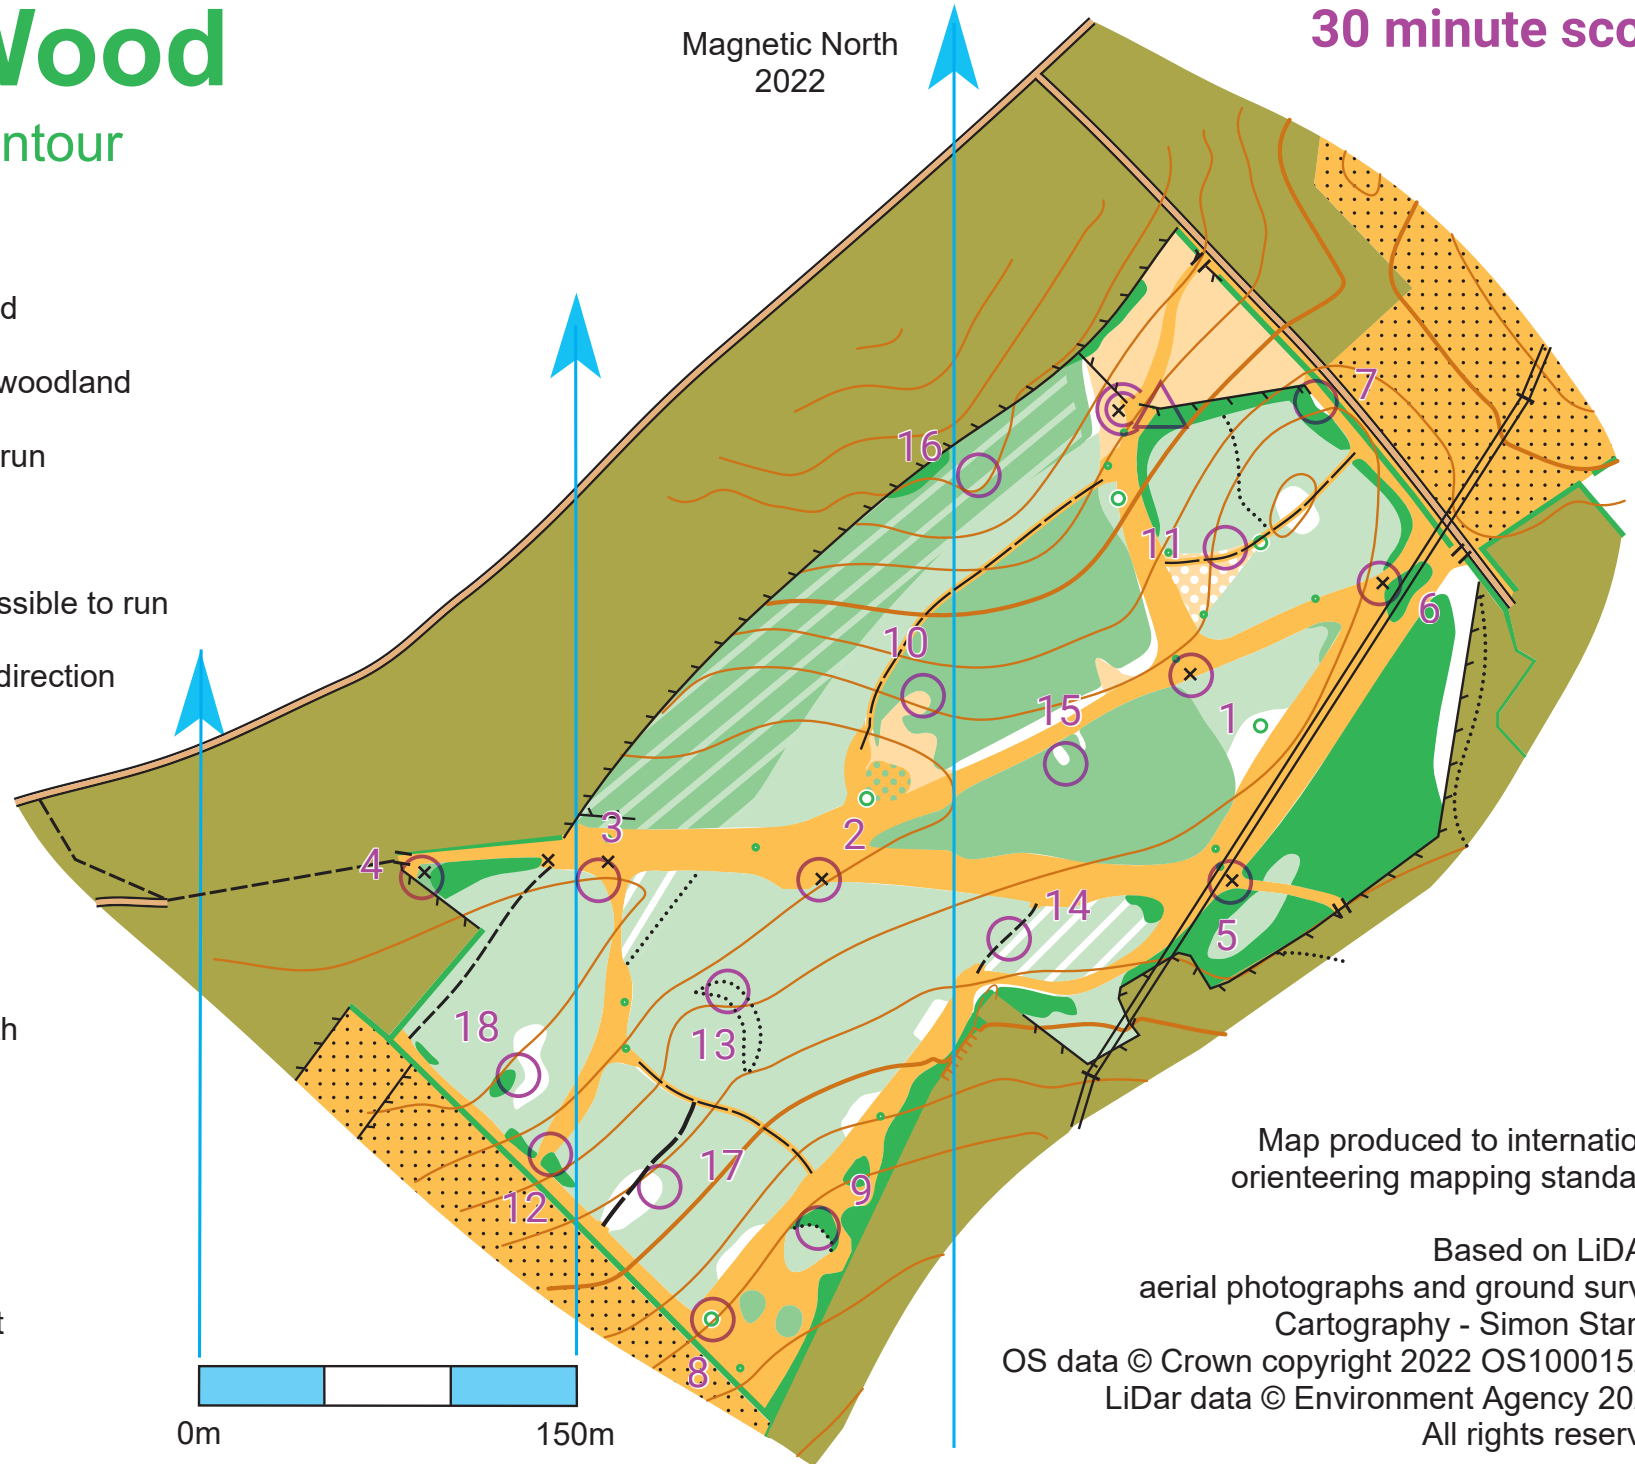 Wood
ntour
Magnetic North
2022
30 minute sco
d
woodland
run
ssible to run
direction
h
t
7
16
11
6
10
15
1
3
2
4
14
5
18
13
17
12
9
8
0m
150m
Map produced to internatio
orienteering mapping standa
Based on LiDA
aerial photographs and ground surv
Cartography - Simon Star
OS data © Crown copyright 2022 OS100015
LiDar data © Environment Agency 20
All rights reserv